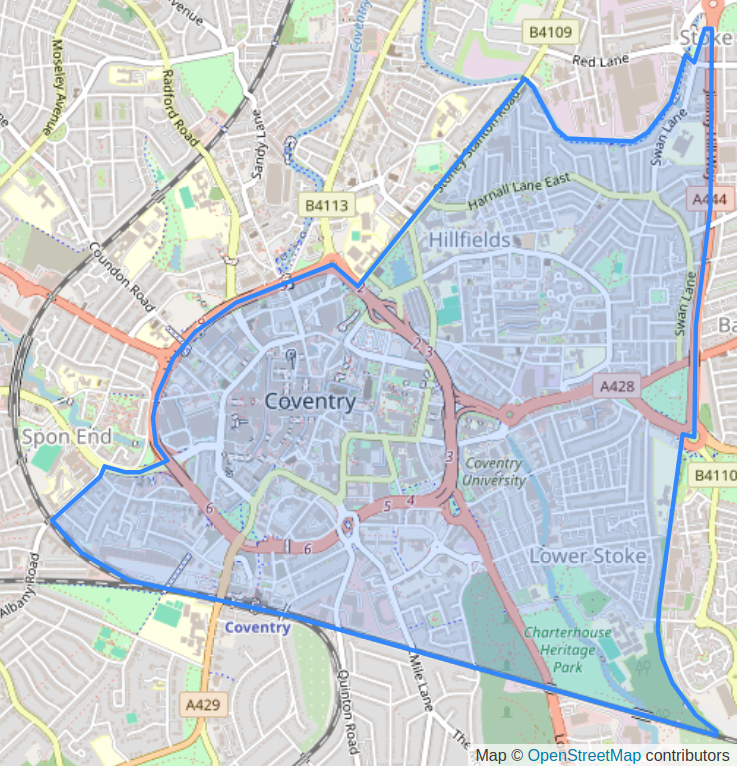 Moseley Avenue
venue
Radford Road
Sandy Lane
Coventry
B4109
Red Lane
Stoke
Stoney Stanton Road
Swan Lane
A444
Harnall Lane East
B4113
Hillfields
Coundon Road
Swan Lane
Ba
2
3
A428
Coventry
Spon End
3
Coventry
University
B4110
4
5
6
6
Lower Stoke
Albany Road
Coventry
Charterhouse
Heritage
Park
Mile Lane
Quinton Road
A429
The
Lo
Map © OpenStreetMap contributors